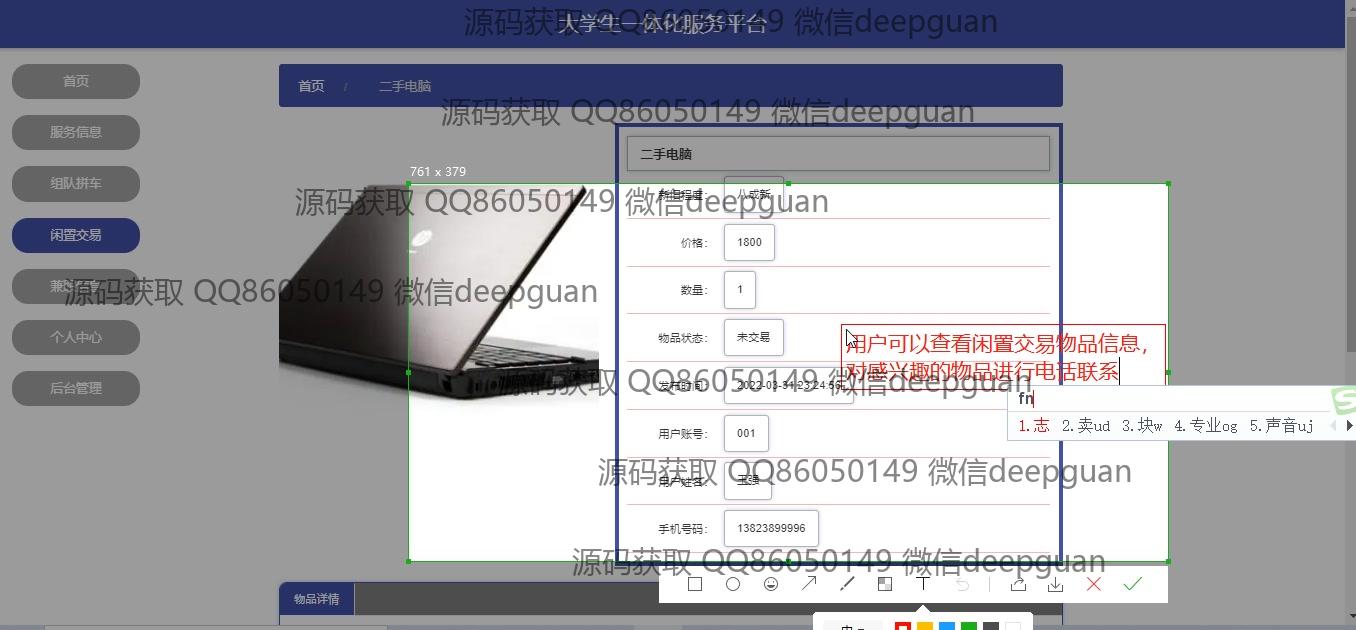 大学生一体化服务平台
源码获取 QQ86050149 微信deepguan
首页
服务信息
组队拼车
闲置交易
个人中心
后台管理
首页 / 二手电脑
源码获取 QQ86050149 微信deepguan
二手电脑
761 x 379
新旧程度： 八成新
源码获取 QQ86050149 微信deepguan
价格： 1800
数量： 1
源码获取 QQ86050149 微信deepguan
物品状态： 未交易
用户可以查看闲置交易物品信息，
对感兴趣的物品进行电话联系
发布时间： 2022-03-31 23:24:56
源码获取 QQ86050149 微信deepguan
fn
1.志 2.卖ud 3.块w 4.专业og 5.声音uj
用户账号： 001
源码获取 QQ86050149 微信deepguan
用户姓名： 王强
手机号码： 13823899996
源码获取 QQ86050149 微信deepguan
物品详情